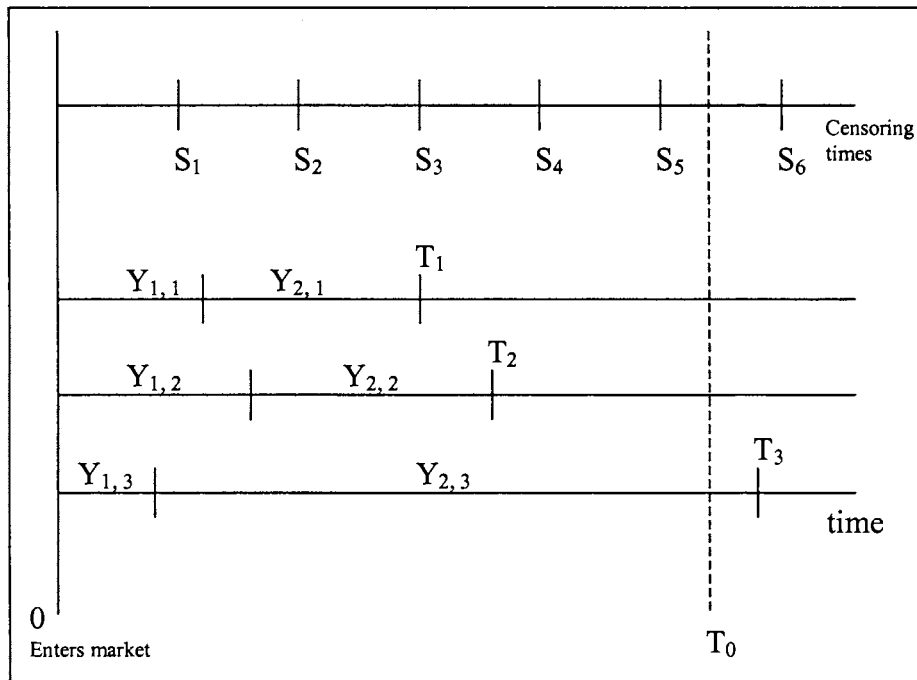 Censoring
times
S₁ S₂ S₃ S₄ S₅ S₆
T₁
Y₁, ₁ Y₂, ₁
T₂
Y₁, ₂ Y₂, ₂
T₃
Y₁, ₃ Y₂, ₃
time
0
Enters market
T₀